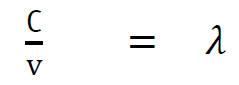 C/v = λ